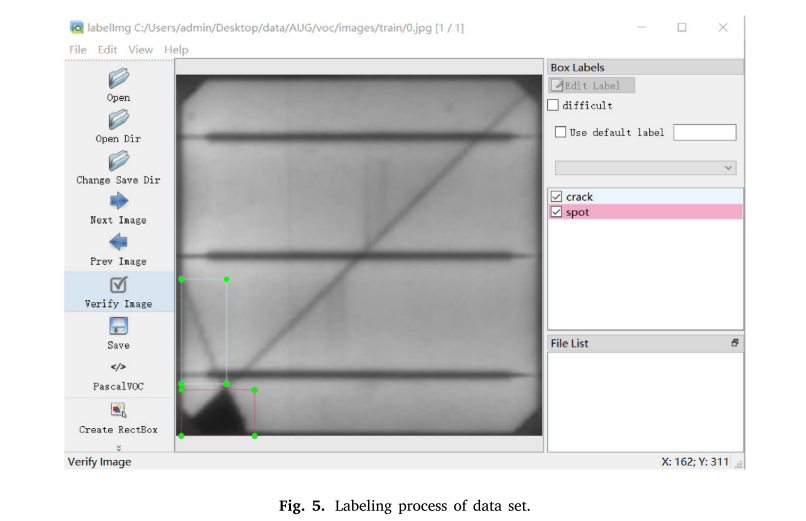 labelImg C:/Users/admin/Desktop/data/AUG/voc/images/train/0.jpg [1 / 1]
File Edit View Help
Open
Open Dir
Change Save Dir
Next Image
Prev Image
Verify Image
Save
</>
PascalVOC
Create RectBox
Box Labels
Edit Label
difficult
Use default label
crack
spot
File List
Verify Image
X: 162; Y: 311
Fig. 5. Labeling process of data set.